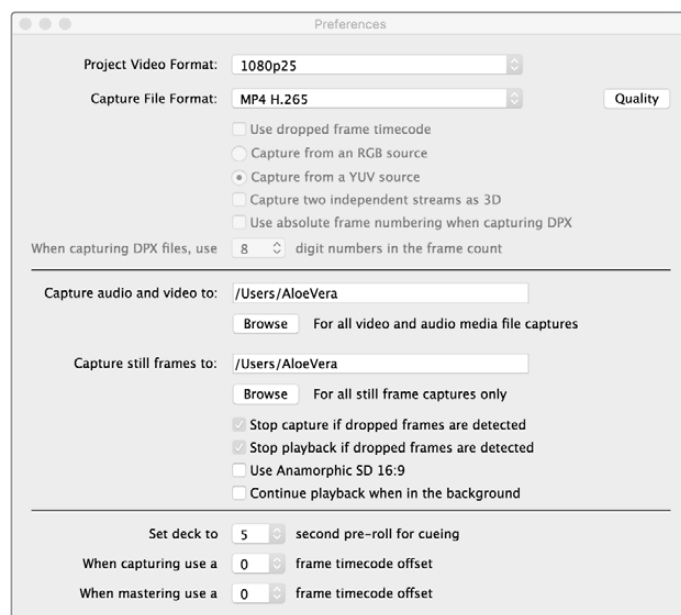 Preferences
Project Video Format: 1080p25
Capture File Format: MP4 H.265 Quality
Use dropped frame timecode
Capture from an RGB source
Capture from a YUV source
Capture two independent streams as 3D
Use absolute frame numbering when capturing DPX
When capturing DPX files, use 8 digit numbers in the frame count
Capture audio and video to: /Users/AloeVera
Browse For all video and audio media file captures
Capture still frames to: /Users/AloeVera
Browse For all still frame captures only
Stop capture if dropped frames are detected
Stop playback if dropped frames are detected
Use Anamorphic SD 16:9
Continue playback when in the background
Set deck to 5 second pre-roll for cueing
When capturing use a 0 frame timecode offset
When mastering use a 0 frame timecode offset